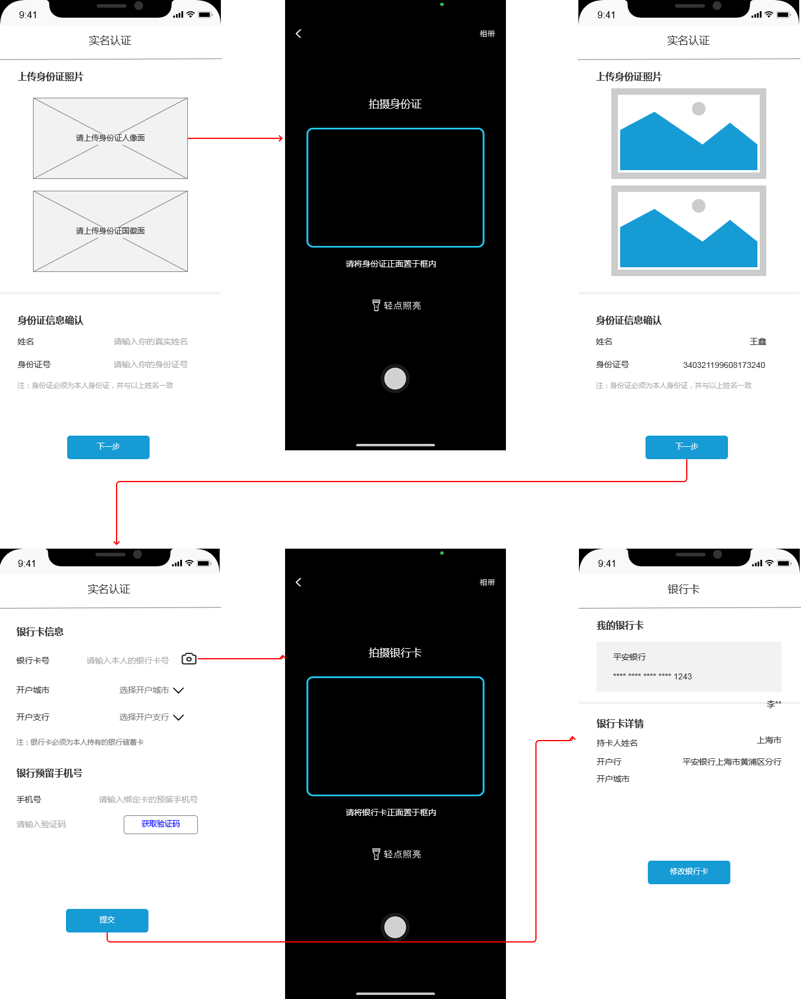 9:41
实名认证
上传身份证照片
请上传身份证人像面
请上传身份证国徽面
身份证信息确认
姓名 请输入你的真实姓名
身份证号 请输入你的身份证号
注：身份证必须为本人身份证，并与以上姓名一致
下一步
相册
拍摄身份证
请将身份证正面置于框内
轻点照亮
9:41
实名认证
上传身份证照片
身份证信息确认
姓名 王鑫
身份证号 340321199608173240
注：身份证必须为本人身份证，并与以上姓名一致
下一步
9:41
实名认证
银行卡信息
银行卡号 请输入本人的银行卡号
开户城市 选择开户城市
开户支行 选择开户支行
注：银行卡必须为本人持有的银行储蓄卡
银行预留手机号
手机号 请输入绑定卡的预留手机号
请输入验证码 获取验证码
提交
相册
拍摄银行卡
请将银行卡正面置于框内
轻点照亮
9:41
银行卡
我的银行卡
平安银行
**** **** **** **** 1243
李**
银行卡详情
持卡人姓名 上海市
开户行 平安银行上海市黄浦区分行
开户城市
修改银行卡